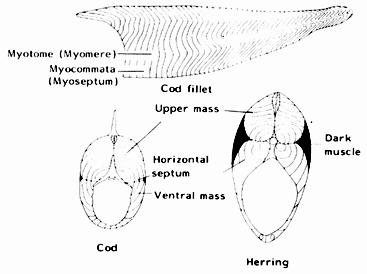 Myotome (Myomere)
Myocommata
(Myoseptum)
Cod fillet
Upper mass
Dark
muscle
Horizontal
septum
Ventral mass
Cod
Herring